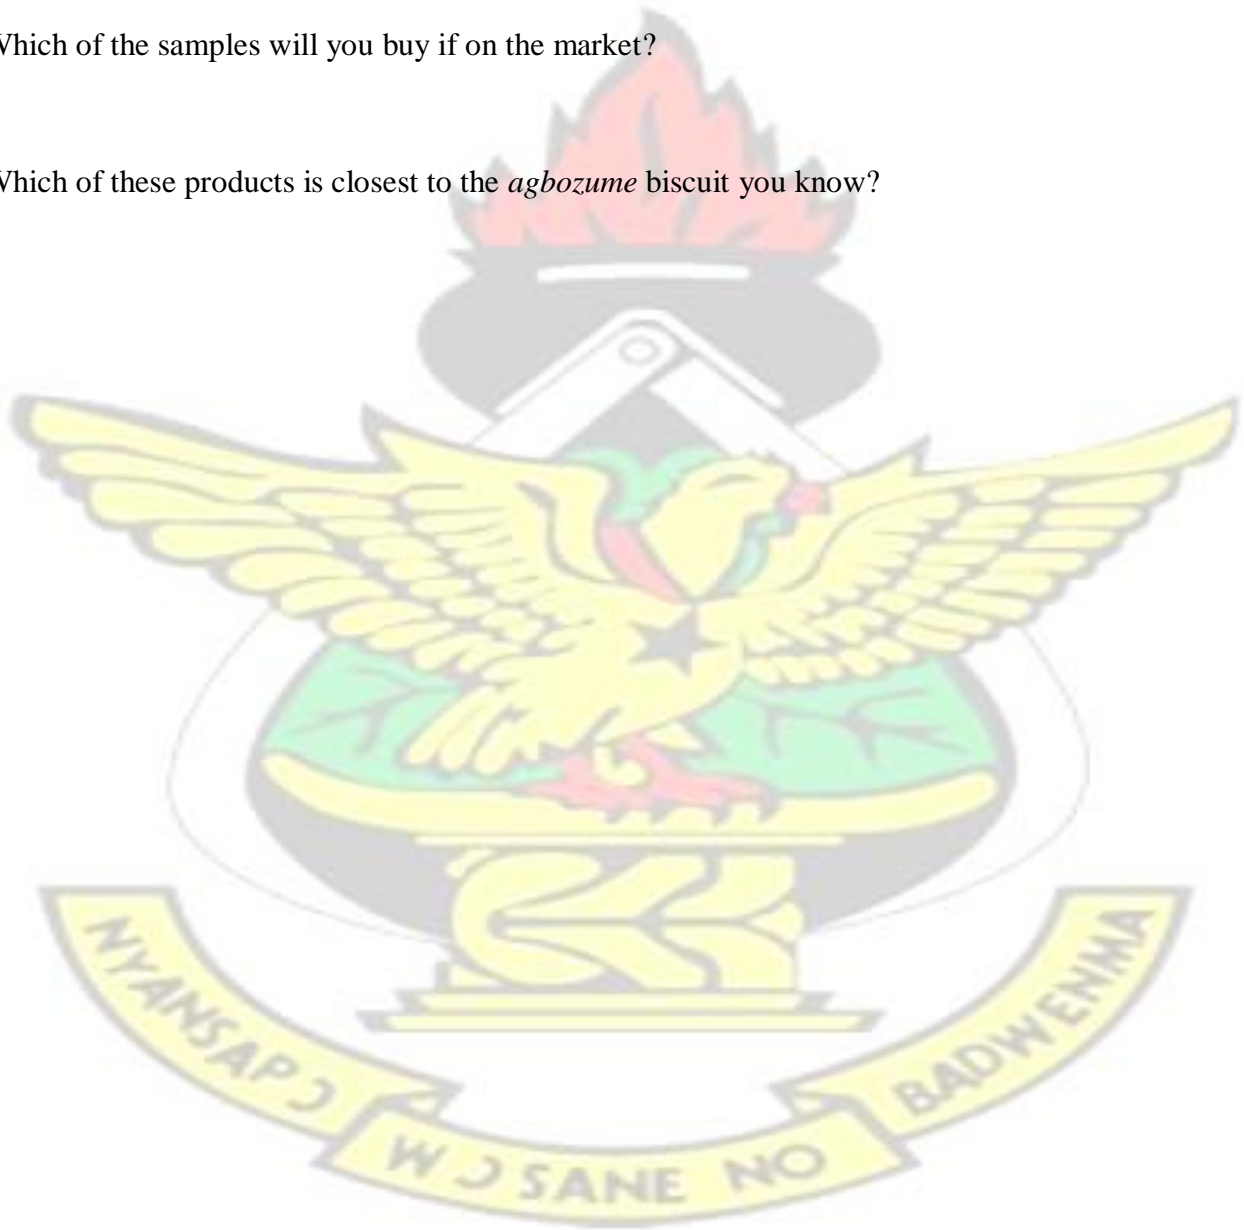 Which of the samples will you buy if on the market?
Which of these products is closest to the agbozume biscuit you know?
NYANSAPƆ
WƆSANE NO
BADWENMA